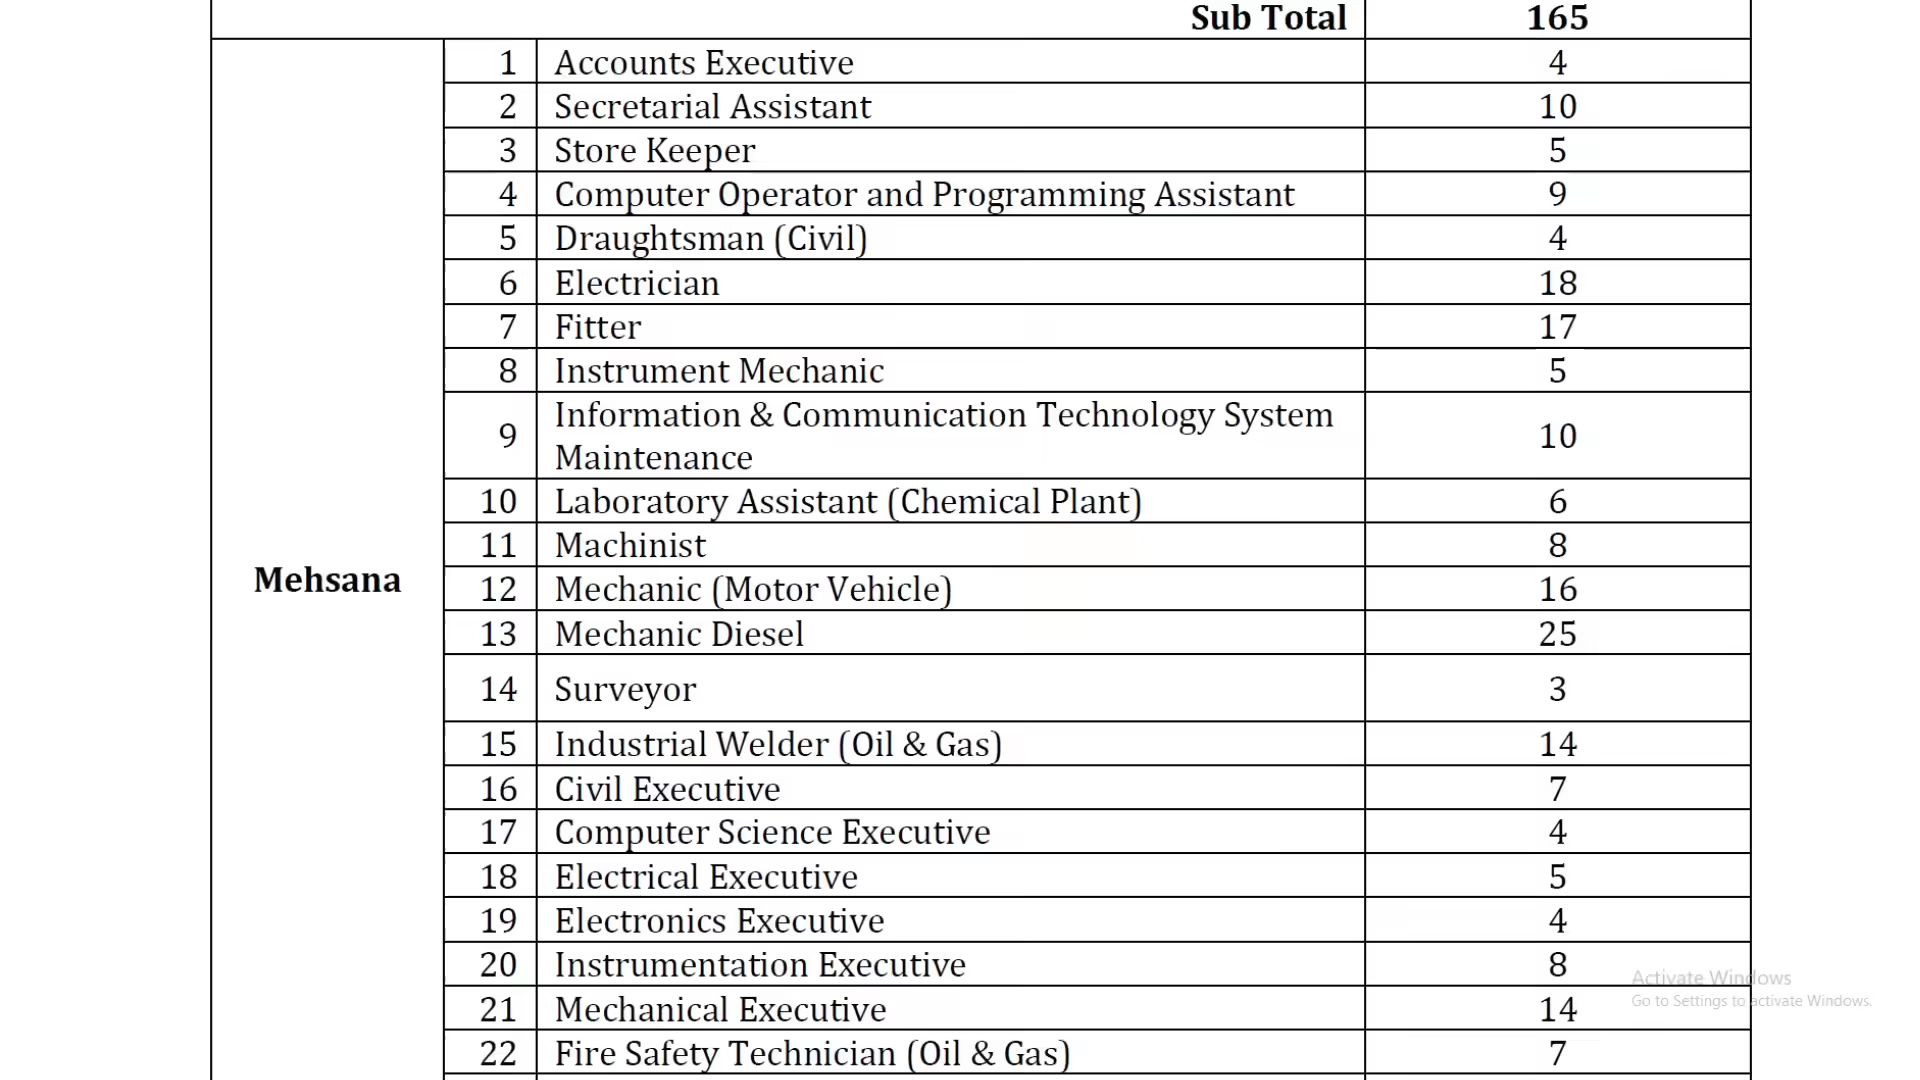 Sub Total 165
Mehsana
1 Accounts Executive 4
2 Secretarial Assistant 10
3 Store Keeper 5
4 Computer Operator and Programming Assistant 9
5 Draughtsman (Civil) 4
6 Electrician 18
7 Fitter 17
8 Instrument Mechanic 5
9 Information & Communication Technology System
Maintenance 10
10 Laboratory Assistant (Chemical Plant) 6
11 Machinist 8
12 Mechanic (Motor Vehicle) 16
13 Mechanic Diesel 25
14 Surveyor 3
15 Industrial Welder (Oil & Gas) 14
16 Civil Executive 7
17 Computer Science Executive 4
18 Electrical Executive 5
19 Electronics Executive 4
20 Instrumentation Executive 8
21 Mechanical Executive 14
22 Fire Safety Technician (Oil & Gas) 7
Activate Windows
Go to Settings to activate Windows.